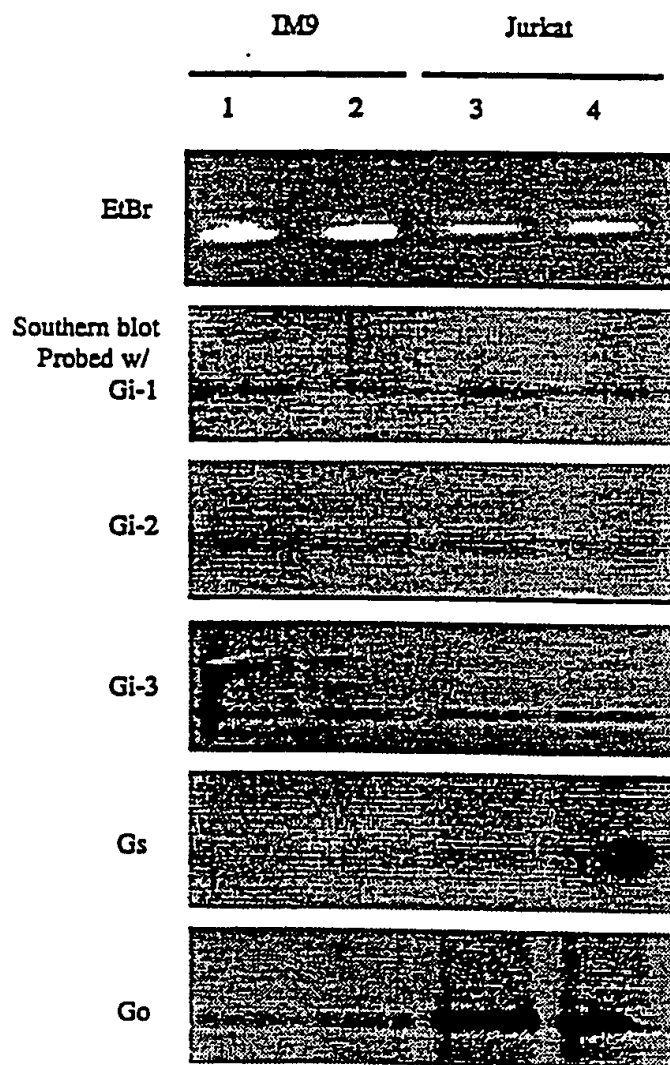 IM9 Jurkat
1 2 3 4
EtBr
Southern blot
Probed w/
Gi-1
Gi-2
Gi-3
Gs
Go